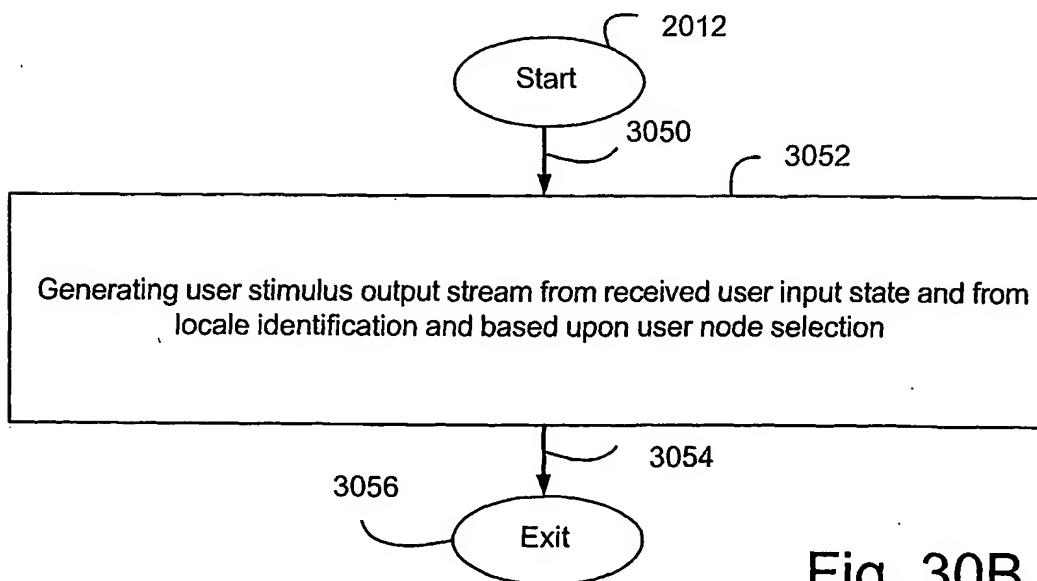 2012
Start
3050
3052
Generating user stimulus output stream from received user input state and from
locale identification and based upon user node selection
3054
3056
Exit
Fig. 30B